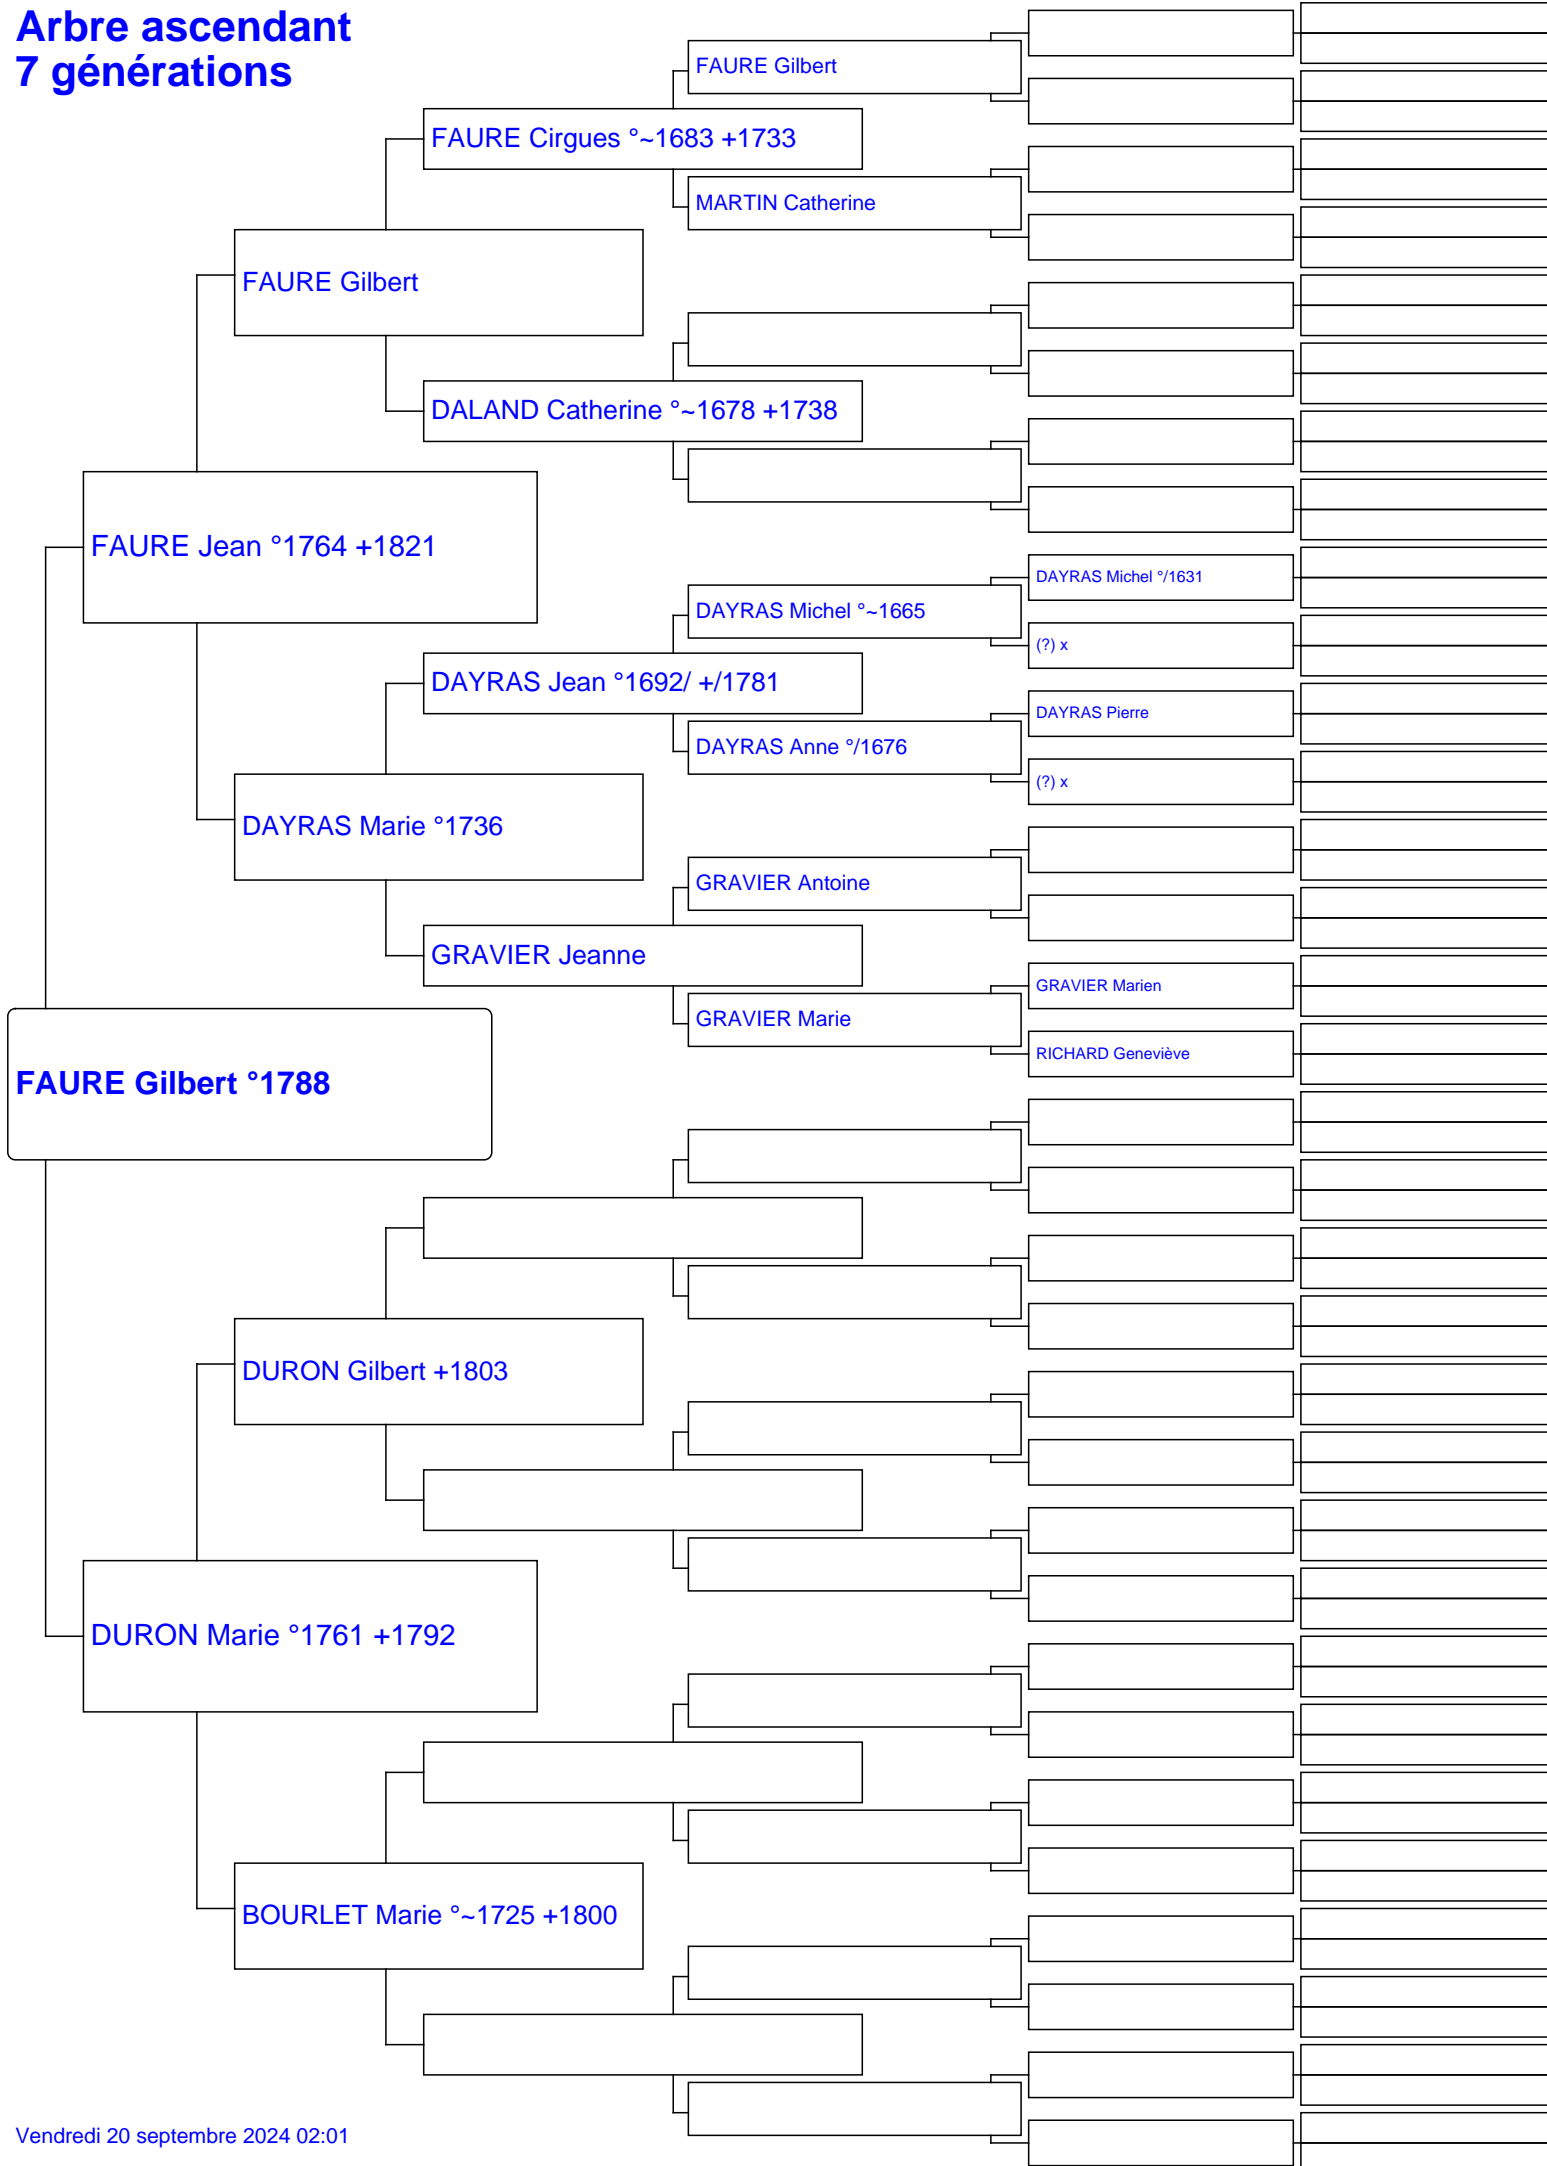 Arbre ascendant
7 générations
FAURE Gilbert
FAURE Cirgues °~1683 +1733
MARTIN Catherine
FAURE Gilbert
DALAND Catherine °~1678 +1738
FAURE Jean °1764 +1821
DAYRAS Michel °/1631
DAYRAS Michel °~1665
(?) x
DAYRAS Jean °1692/ +/1781
DAYRAS Pierre
DAYRAS Anne °/1676
(?) x
DAYRAS Marie °1736
GRAVIER Antoine
GRAVIER Jeanne
GRAVIER Marien
GRAVIER Marie
RICHARD Geneviève
FAURE Gilbert °1788
DURON Gilbert +1803
DURON Marie °1761 +1792
BOURLET Marie °~1725 +1800
Vendredi 20 septembre 2024 02:01